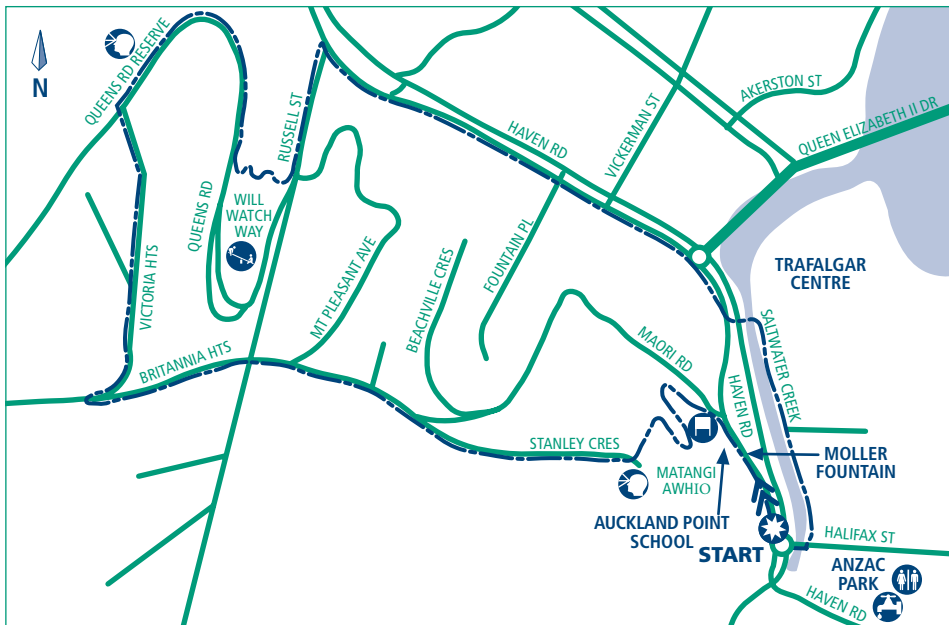 N
QUEENS RD RESERVE
RUSSELL ST
HAVEN RD
VICKERMAN ST
AKERSTON ST
QUEEN ELIZABETH II DR
QUEENS RD
WILL
WATCH
WAY
VICTORIA HTS
MT PLEASANT AVE
BEACHVILLE CRES
FOUNTAIN PL
TRAFALGAR
CENTRE
BRITANNIA HTS
MAORI RD
SALTWATER CREEK
HAVEN RD
STANLEY CRES
MATANGI
AWHIO
MOLLER
FOUNTAIN
AUCKLAND POINT
SCHOOL
START
HALIFAX ST
ANZAC
PARK
HAVEN RD